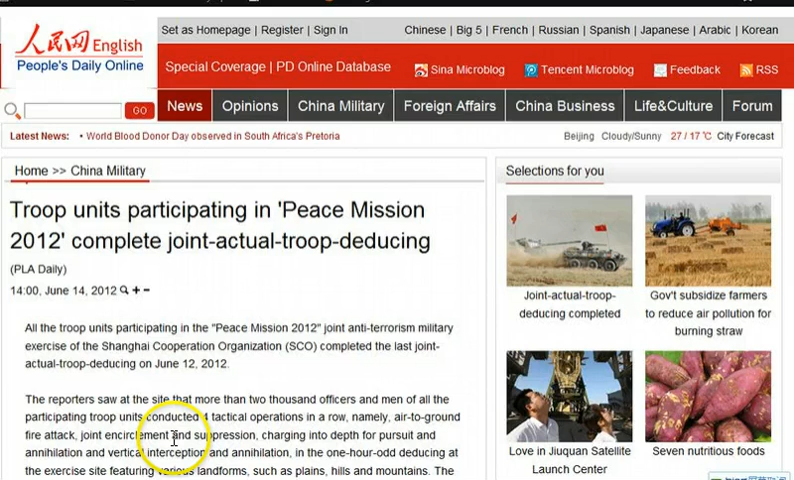 人民网 English
People's Daily Online
Set as Homepage | Register | Sign In
Chinese | Big 5 | French | Russian | Spanish | Japanese | Arabic | Korean
Special Coverage | PD Online Database
Sina Microblog
Tencent Microblog
Feedback
RSS
GO
News
Opinions
China Military
Foreign Affairs
China Business
Life&Culture
Forum
Latest News: • World Blood Donor Day observed in South Africa's Pretoria
Beijing Cloudy/Sunny 27 / 17 ℃ City Forecast
Home >> China Military
Troop units participating in 'Peace Mission
2012' complete joint-actual-troop-deducing
(PLA Daily)
14:00, June 14, 2012
All the troop units participating in the "Peace Mission 2012" joint anti-terrorism military
exercise of the Shanghai Cooperation Organization (SCO) completed the last joint-
actual-troop-deducing on June 12, 2012.
The reporters saw at the site that more than two thousand officers and men of all the
participating troop units conducted 4 tactical operations in a row, namely, air-to-ground
fire attack, joint encirclement and suppression, charging into depth for pursuit and
annihilation and vertical interception and annihilation, in the one-hour-odd deducing at
the exercise site featuring various landforms, such as plains, hills and mountains. The
Selections for you
Joint-actual-troop-
deducing completed
Gov't subsidize farmers
to reduce air pollution for
burning straw
Love in Jiuquan Satellite
Launch Center
Seven nutritious foods